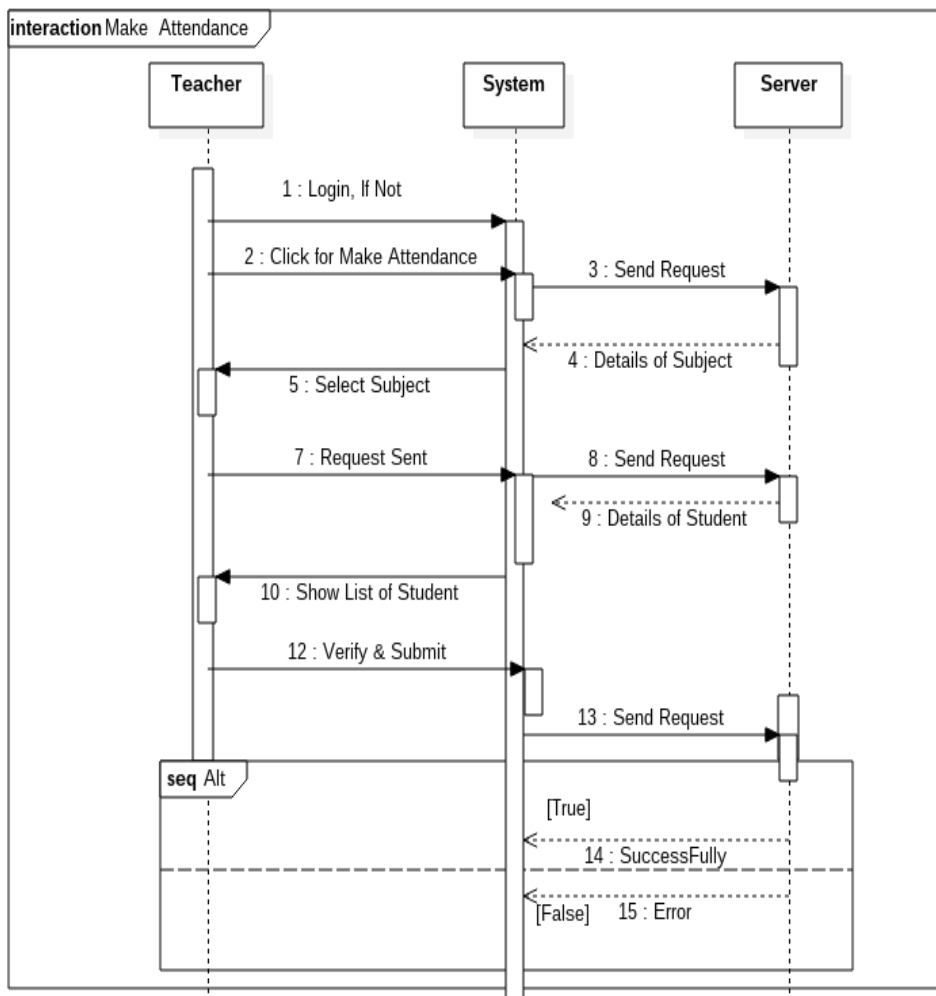 interaction Make Attendance
Teacher
System
Server
1 : Login, If Not
2 : Click for Make Attendance
3 : Send Request
4 : Details of Subject
5 : Select Subject
7 : Request Sent
8 : Send Request
9 : Details of Student
10 : Show List of Student
12 : Verify & Submit
13 : Send Request
seq Alt
[True]
14 : SuccessFully
[False]
15 : Error